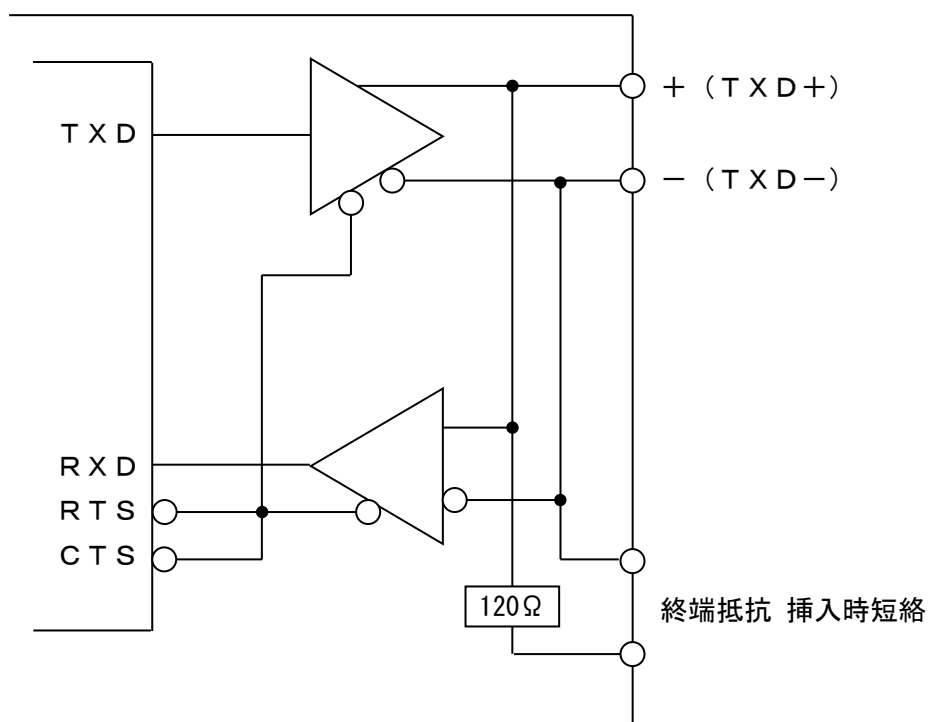 + (TXD+)
TXD
- (TXD-)
RXD
RTS
CTS
120Ω
終端抵抗 挿入時短絡